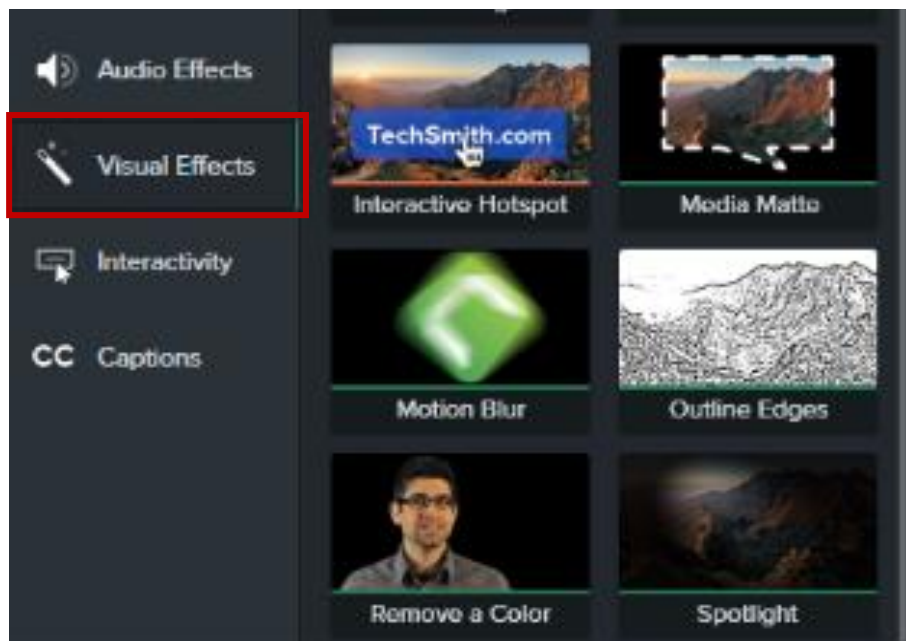 Audio Effects
Visual Effects
Interactivity
CC Captions
TechSmith.com
Interactive Hotspot
Media Matte
Motion Blur
Outline Edges
Remove a Color
Spotlight